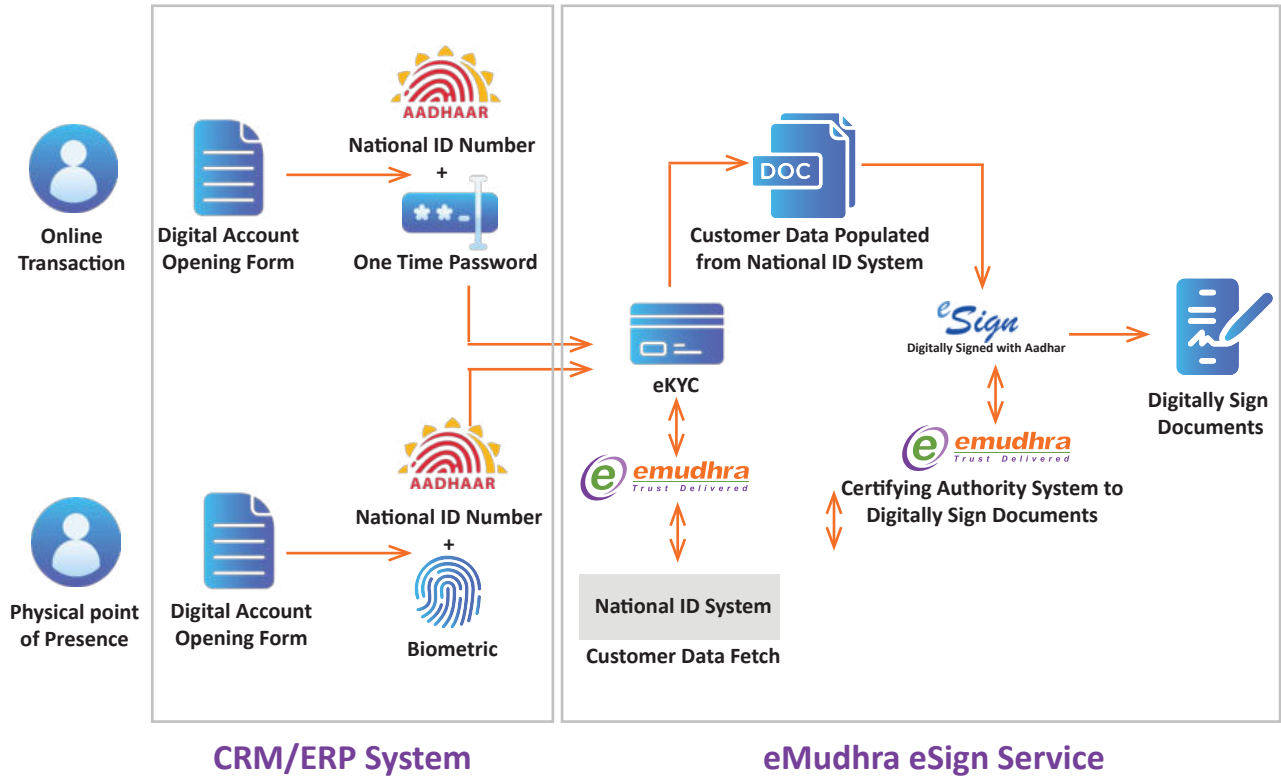 Online
Transaction
Digital Account
Opening Form
AADHAAR
National ID Number
+
**_
One Time Password
Physical point
of Presence
Digital Account
Opening Form
AADHAAR
National ID Number
+
Biometric
CRM/ERP System
eKYC
e emudhra
Trust Delivered
National ID System
Customer Data Fetch
DOC
Customer Data Populated
from National ID System
eSign
Digitally Signed with Aadhar
e emudhra
Trust Delivered
Certifying Authority System to
Digitally Sign Documents
Digitally Sign
Documents
eMudhra eSign Service